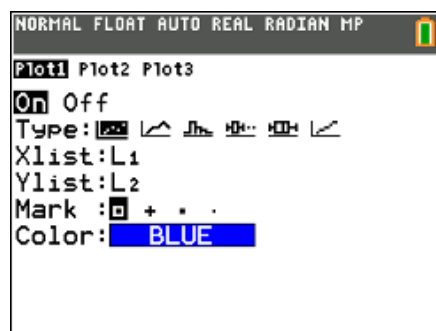 NORMAL FLOAT AUTO REAL RADIAN MP
Plot1 Plot2 Plot3
On Off
Type:
Xlist:L₁
Ylist:L₂
Mark : + ▪ ·
Color: BLUE